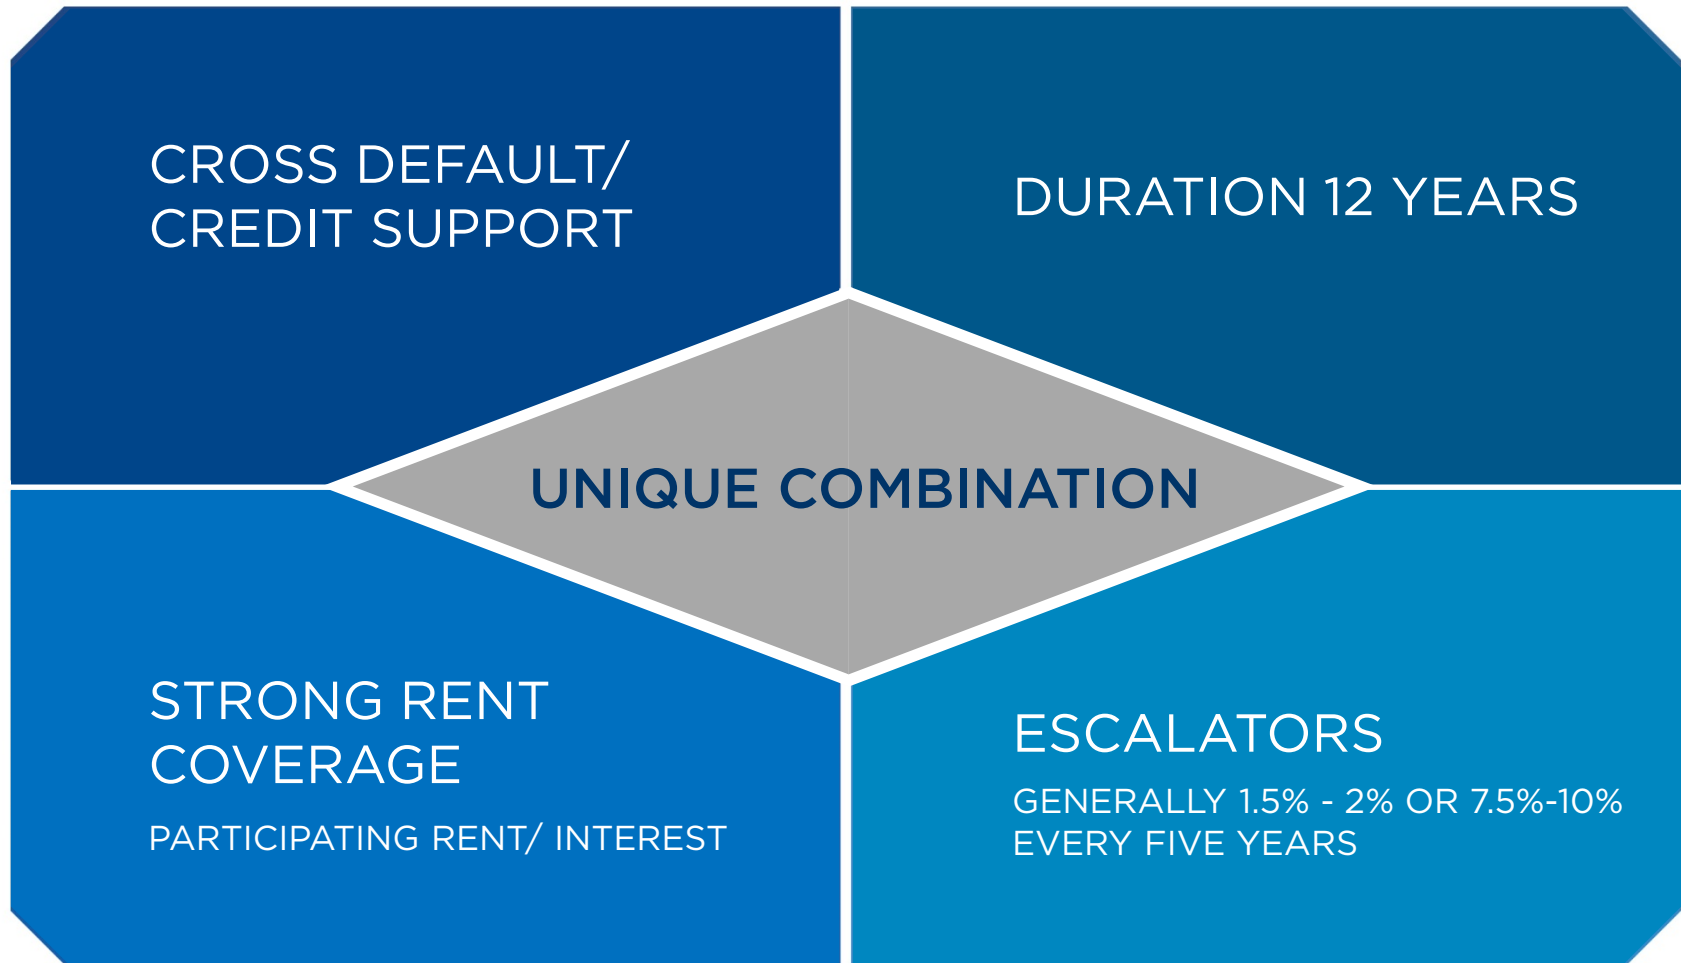 CROSS DEFAULT/
CREDIT SUPPORT
DURATION 12 YEARS
UNIQUE COMBINATION
STRONG RENT
COVERAGE
PARTICIPATING RENT/ INTEREST
ESCALATORS
GENERALLY 1.5% - 2% OR 7.5%-10%
EVERY FIVE YEARS